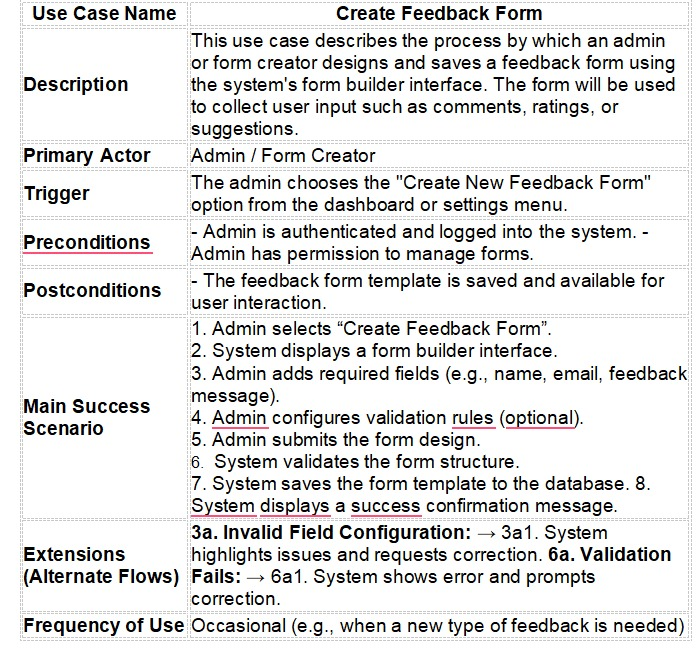 Use Case Name Create Feedback Form
Description
This use case describes the process by which an admin
or form creator designs and saves a feedback form using
the system's form builder interface. The form will be used
to collect user input such as comments, ratings, or
suggestions.
Primary Actor Admin / Form Creator
Trigger
The admin chooses the "Create New Feedback Form"
option from the dashboard or settings menu.
Preconditions
- Admin is authenticated and logged into the system. -
Admin has permission to manage forms.
Postconditions
- The feedback form template is saved and available for
user interaction.
Main Success
Scenario
1. Admin selects “Create Feedback Form”.
2. System displays a form builder interface.
3. Admin adds required fields (e.g., name, email, feedback
message).
4. Admin configures validation rules (optional).
5. Admin submits the form design.
6. System validates the form structure.
7. System saves the form template to the database. 8.
System displays a success confirmation message.
Extensions
(Alternate Flows)
3a. Invalid Field Configuration: → 3a1. System
highlights issues and requests correction. 6a. Validation
Fails: → 6a1. System shows error and prompts
correction.
Frequency of Use Occasional (e.g., when a new type of feedback is needed)